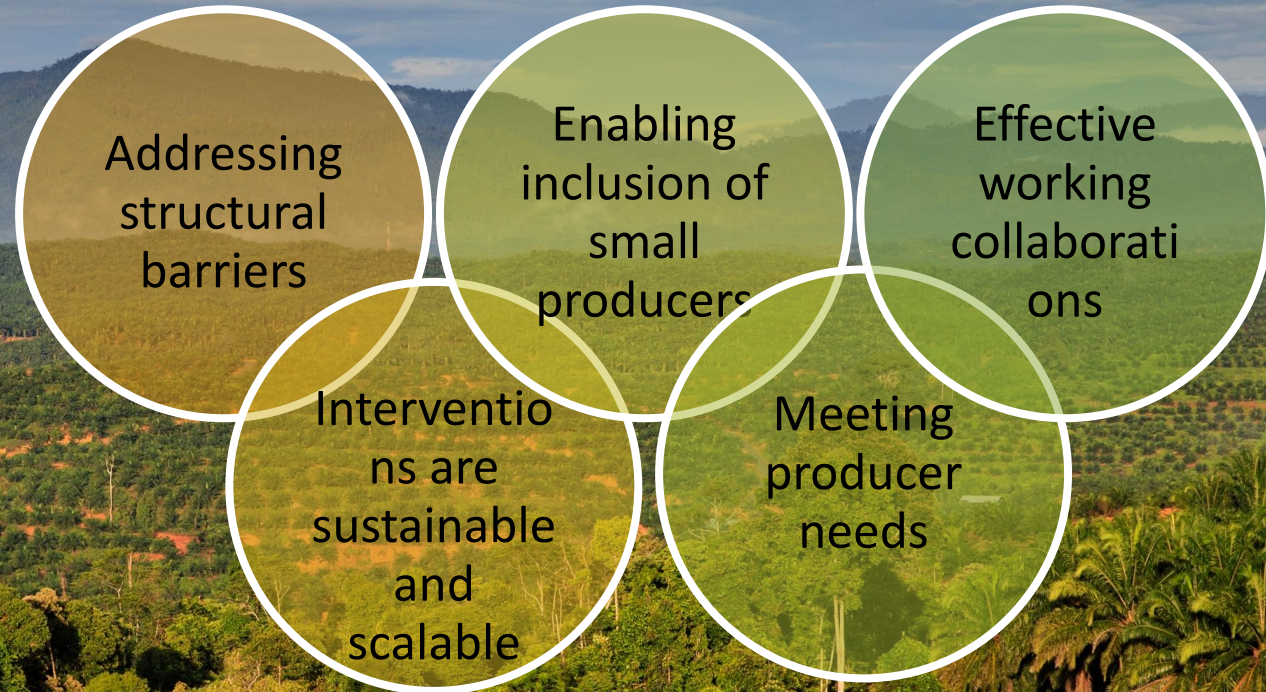 Addressing
structural
barriers
Enabling
inclusion of
small
producers
Effective
working
collaborati
ons
Interventio
ns are
sustainable
and
scalable
Meeting
producer
needs